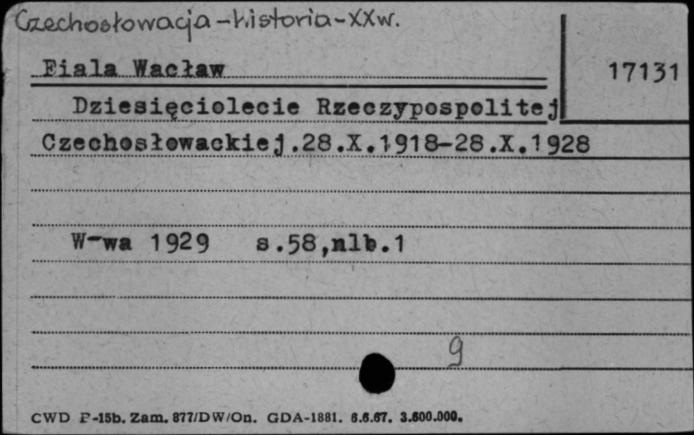 Czechosłowacja-historia-XXw.
Fiala Wacław
17131
Dziesięciolecie Rzeczypospolitej
Czechosłowackiej.28.X.1918-28.X.1928
W-wa 1929 s.58,nlb.1
9
CWD P-15b. Zam. 877/DW/On. GDA-1881. 6.6.67. 3.600.000.